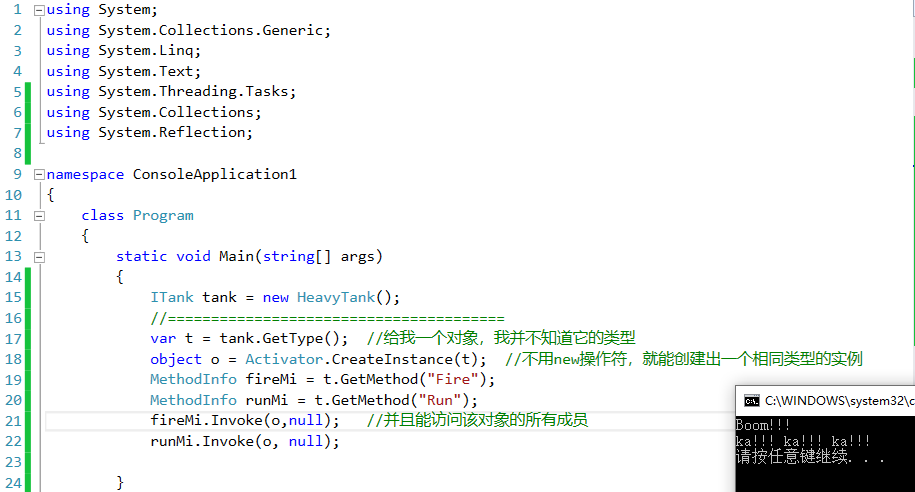 1 using System;
2 using System.Collections.Generic;
3 using System.Linq;
4 using System.Text;
5 using System.Threading.Tasks;
6 using System.Collections;
7 using System.Reflection;
8
9 namespace ConsoleApplication1
10 {
11     class Program
12     {
13         static void Main(string[] args)
14         {
15             ITank tank = new HeavyTank();
16             //=======================================
17             var t = tank.GetType();  //给我一个对象，我并不知道它的类型
18             object o = Activator.CreateInstance(t);  //不用new操作符，就能创建出一个相同类型的实例
19             MethodInfo fireMi = t.GetMethod("Fire");
20             MethodInfo runMi = t.GetMethod("Run");
21             fireMi.Invoke(o,null);   //并且能访问该对象的所有成员
22             runMi.Invoke(o, null);
23
24         }
C:\WINDOWS\system32\c
Boom!!!
ka!!! ka!!! ka!!!
请按任意键继续. . .